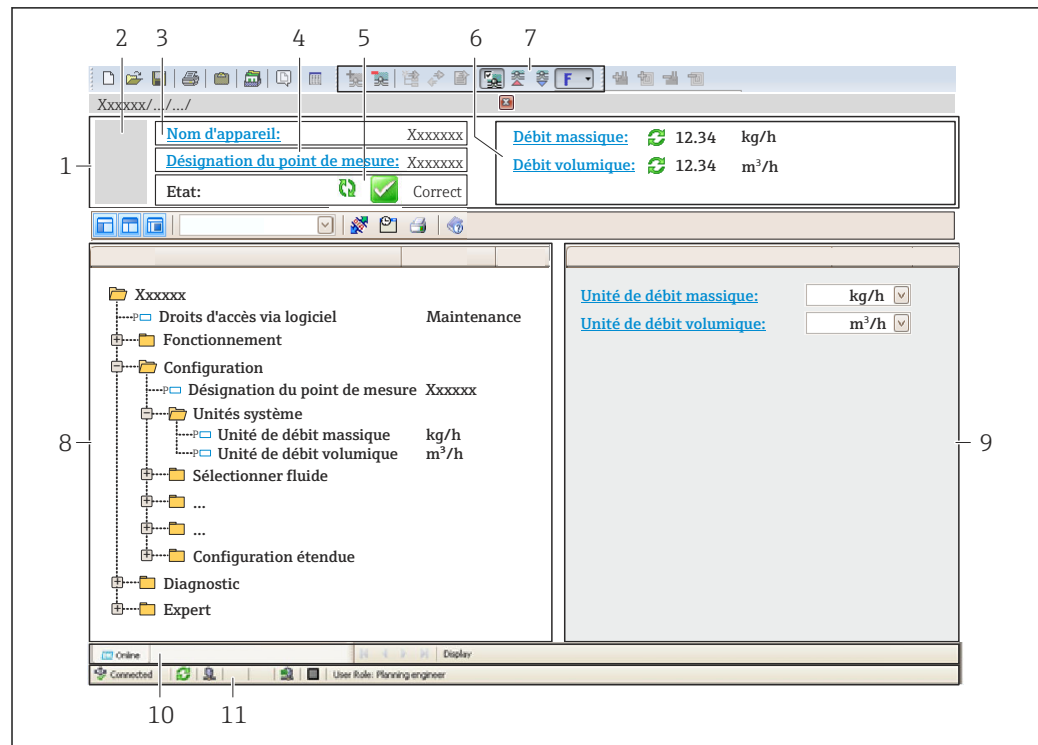 2 3 4 5 6 7
F
Xxxxxx/.../.../
1
Nom d'appareil: Xxxxxxx
Désignation du point de mesure: Xxxxxxx
Etat: Correct
Débit massique: 12.34 kg/h
Débit volumique: 12.34 m³/h
8
Xxxxxx
P Droits d'accès via logiciel Maintenance
Fonctionnement
Configuration
P Désignation du point de mesure Xxxxxx
Unités système
P Unité de débit massique kg/h
P Unité de débit volumique m³/h
Sélectionner fluide
...
...
Configuration étendue
Diagnostic
Expert
Unité de débit massique: kg/h
Unité de débit volumique: m³/h
9
Online Display
Connected User Role: Planning engineer
10 11